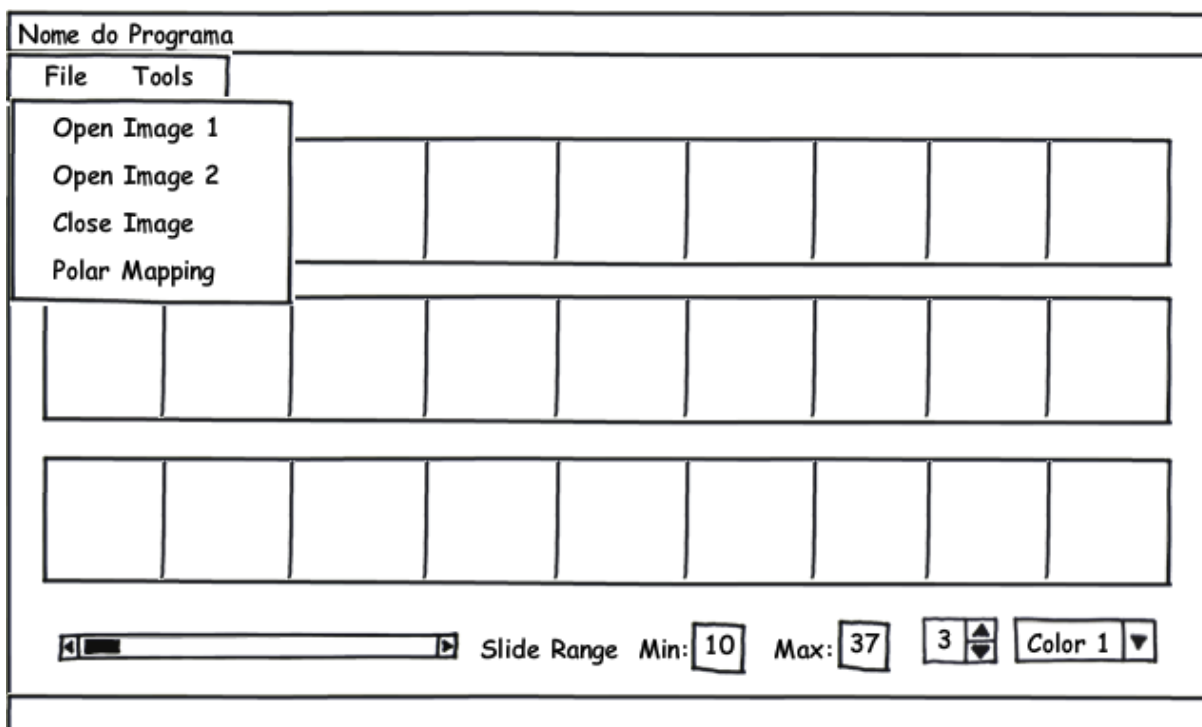 Nome do Programa
File Tools
Open Image 1
Open Image 2
Close Image
Polar Mapping
Slide Range Min: 10 Max: 37 3 Color 1